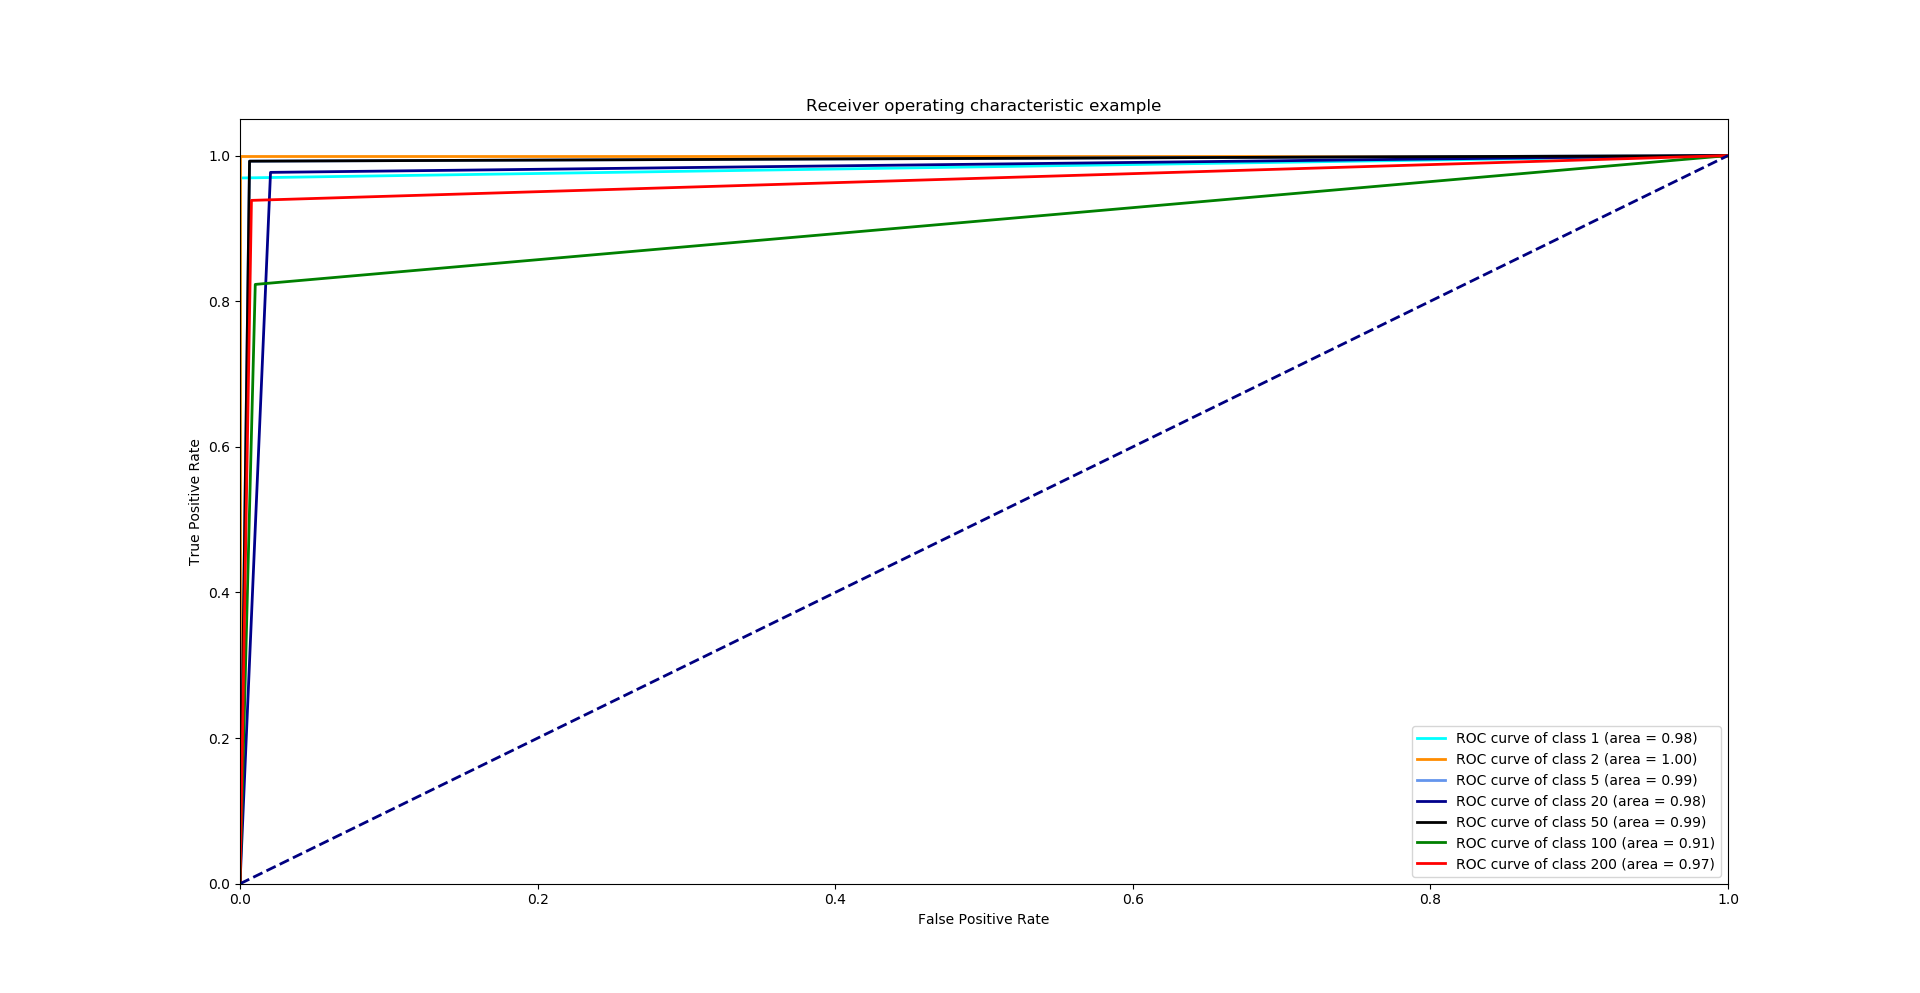 Receiver operating characteristic example
1.0
0.8
0.6
0.4
0.2
0.0
True Positive Rate
0.0 0.2 0.4 0.6 0.8 1.0
False Positive Rate
ROC curve of class 1 (area = 0.98)
ROC curve of class 2 (area = 1.00)
ROC curve of class 5 (area = 0.99)
ROC curve of class 20 (area = 0.98)
ROC curve of class 50 (area = 0.99)
ROC curve of class 100 (area = 0.91)
ROC curve of class 200 (area = 0.97)